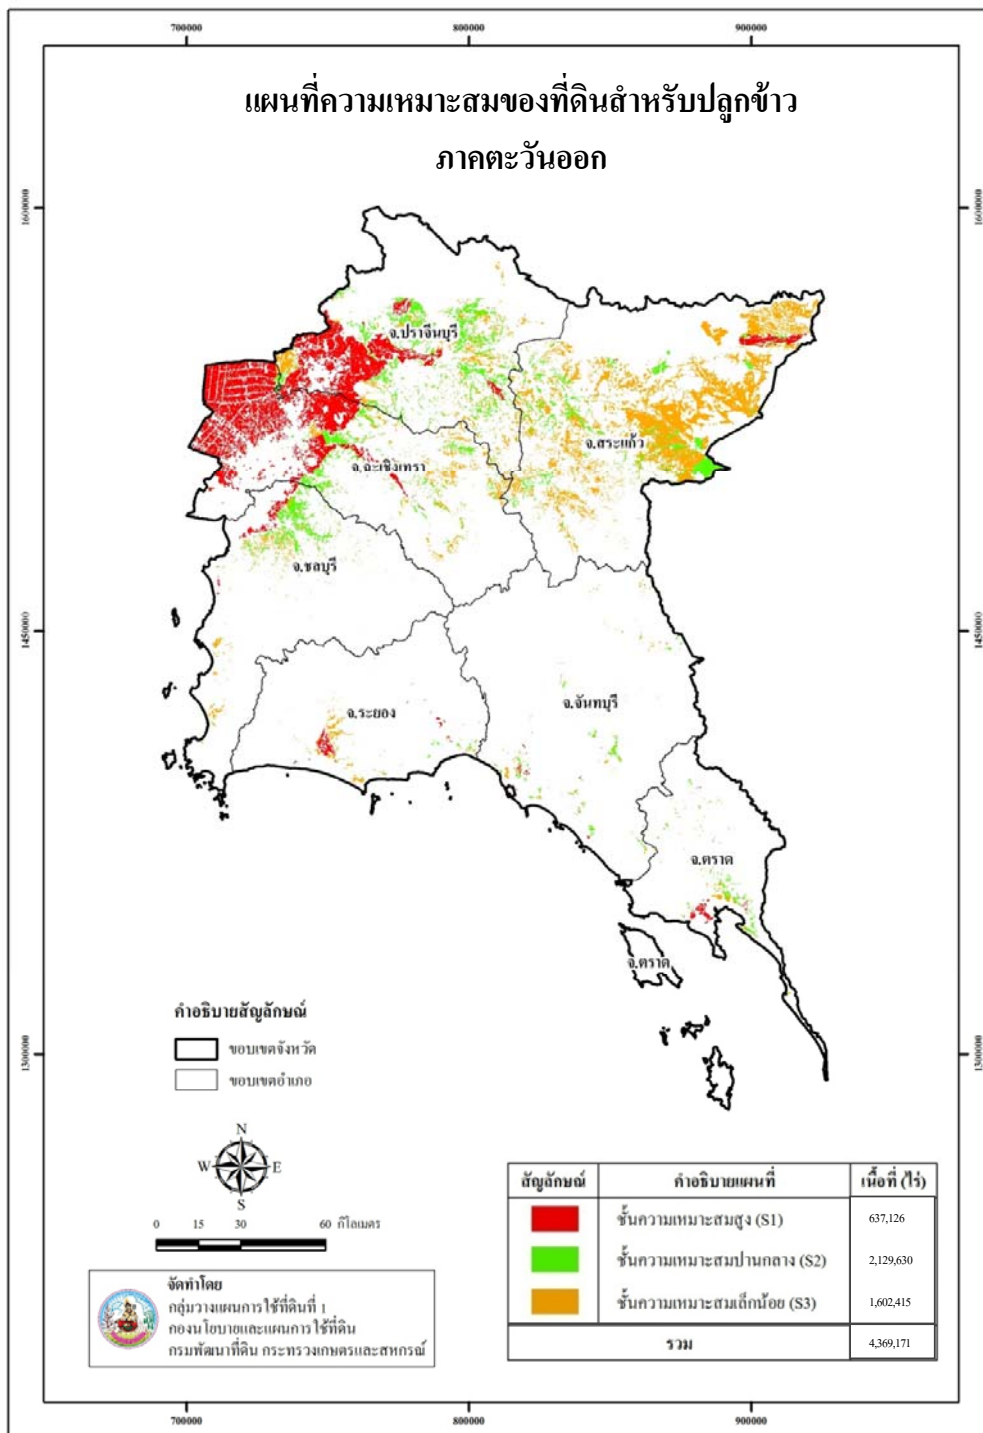 700000 800000 900000
แผนที่ความเหมาะสมของที่ดินสำหรับปลูกข้าว
ภาคตะวันออก
1600000 1600000
จ.ปราจีนบุรี
จ.สระแก้ว
จ.ฉะเชิงเทรา
จ.ชลบุรี
1450000 1450000
จ.จันทบุรี
จ.ระยอง
จ.ตราด
จ.ตราด
คำอธิบายสัญลักษณ์
ขอบเขตจังหวัด
ขอบเขตอำเภอ
1300000 1300000
N
W E
S
0 15 30 60 กิโลเมตร
จัดทำโดย
กลุ่มวางแผนการใช้ที่ดินที่ 1
กองนโยบายและแผนการใช้ที่ดิน
กรมพัฒนาที่ดิน กระทรวงเกษตรและสหกรณ์
สัญลักษณ์ คำอธิบายแผนที่ เนื้อที่ (ไร่)
ชั้นความเหมาะสมสูง (S1) 637,126
ชั้นความเหมาะสมปานกลาง (S2) 2,129,630
ชั้นความเหมาะสมเล็กน้อย (S3) 1,602,415
รวม 4,369,171
700000 800000 900000